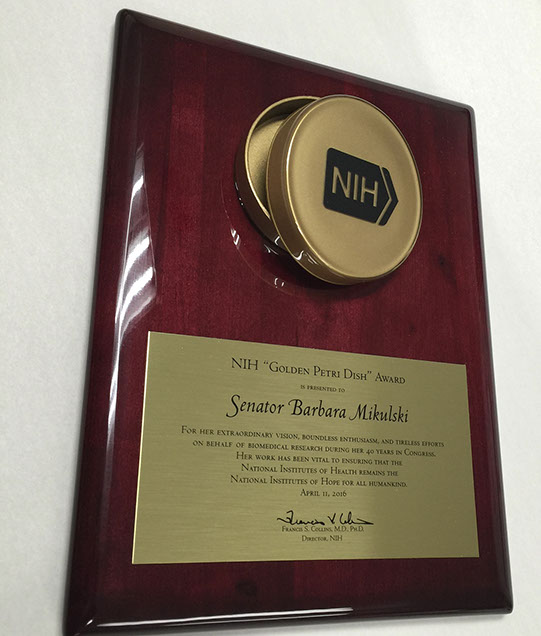 NIH
NIH "Golden Petri Dish" Award
is presented to
Senator Barbara Mikulski
For her extraordinary vision, boundless enthusiasm, and tireless efforts
on behalf of biomedical research during her 40 years in Congress.
Her work has been vital to ensuring that the
National Institutes of Health remains the
National Institutes of Hope for all humankind.
April 11, 2016
Francis S. Collins, M.D., Ph.D.
Director, NIH